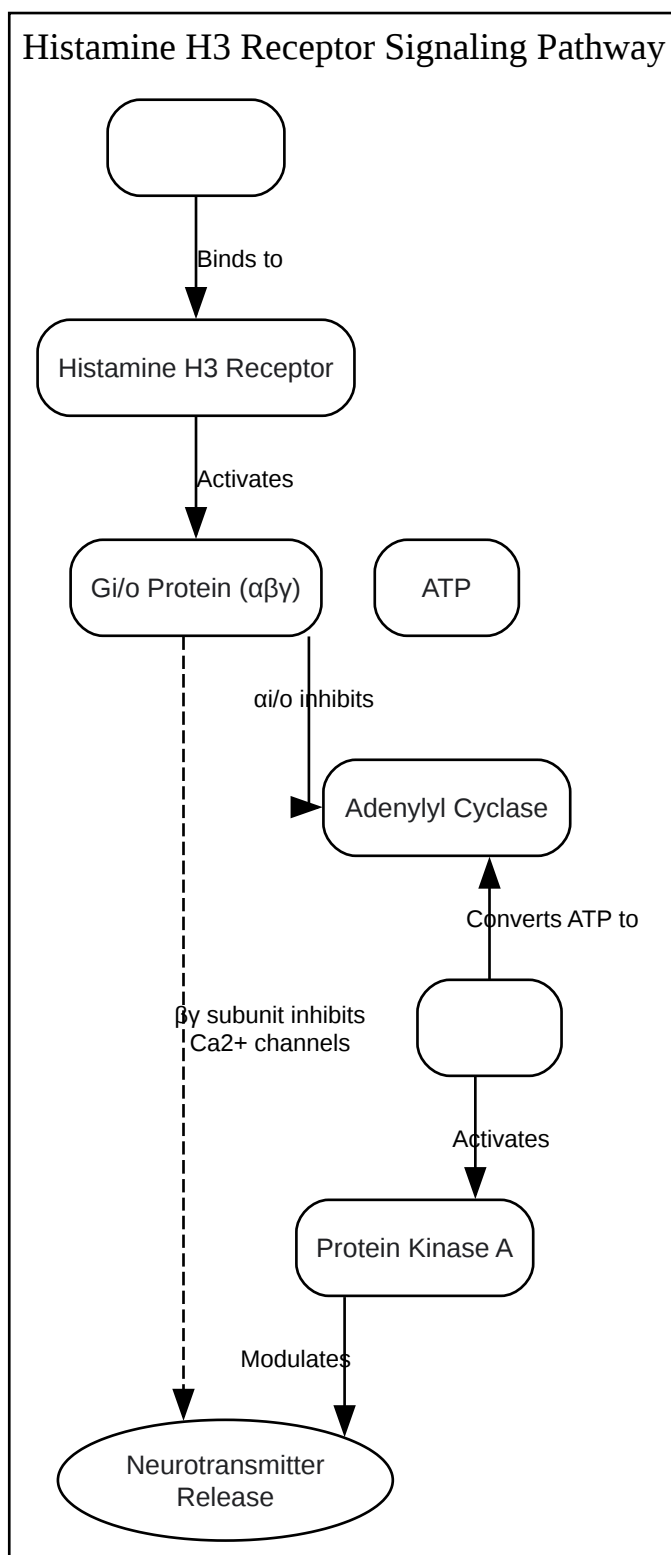 Histamine H3 Receptor Signaling Pathway
Binds to
Histamine H3 Receptor
Activates
Gi/o Protein (αβγ)
ATP
αi/o inhibits
Adenylyl Cyclase
Converts ATP to
βγ subunit inhibits
Ca2+ channels
Activates
Protein Kinase A
Modulates
Neurotransmitter
Release